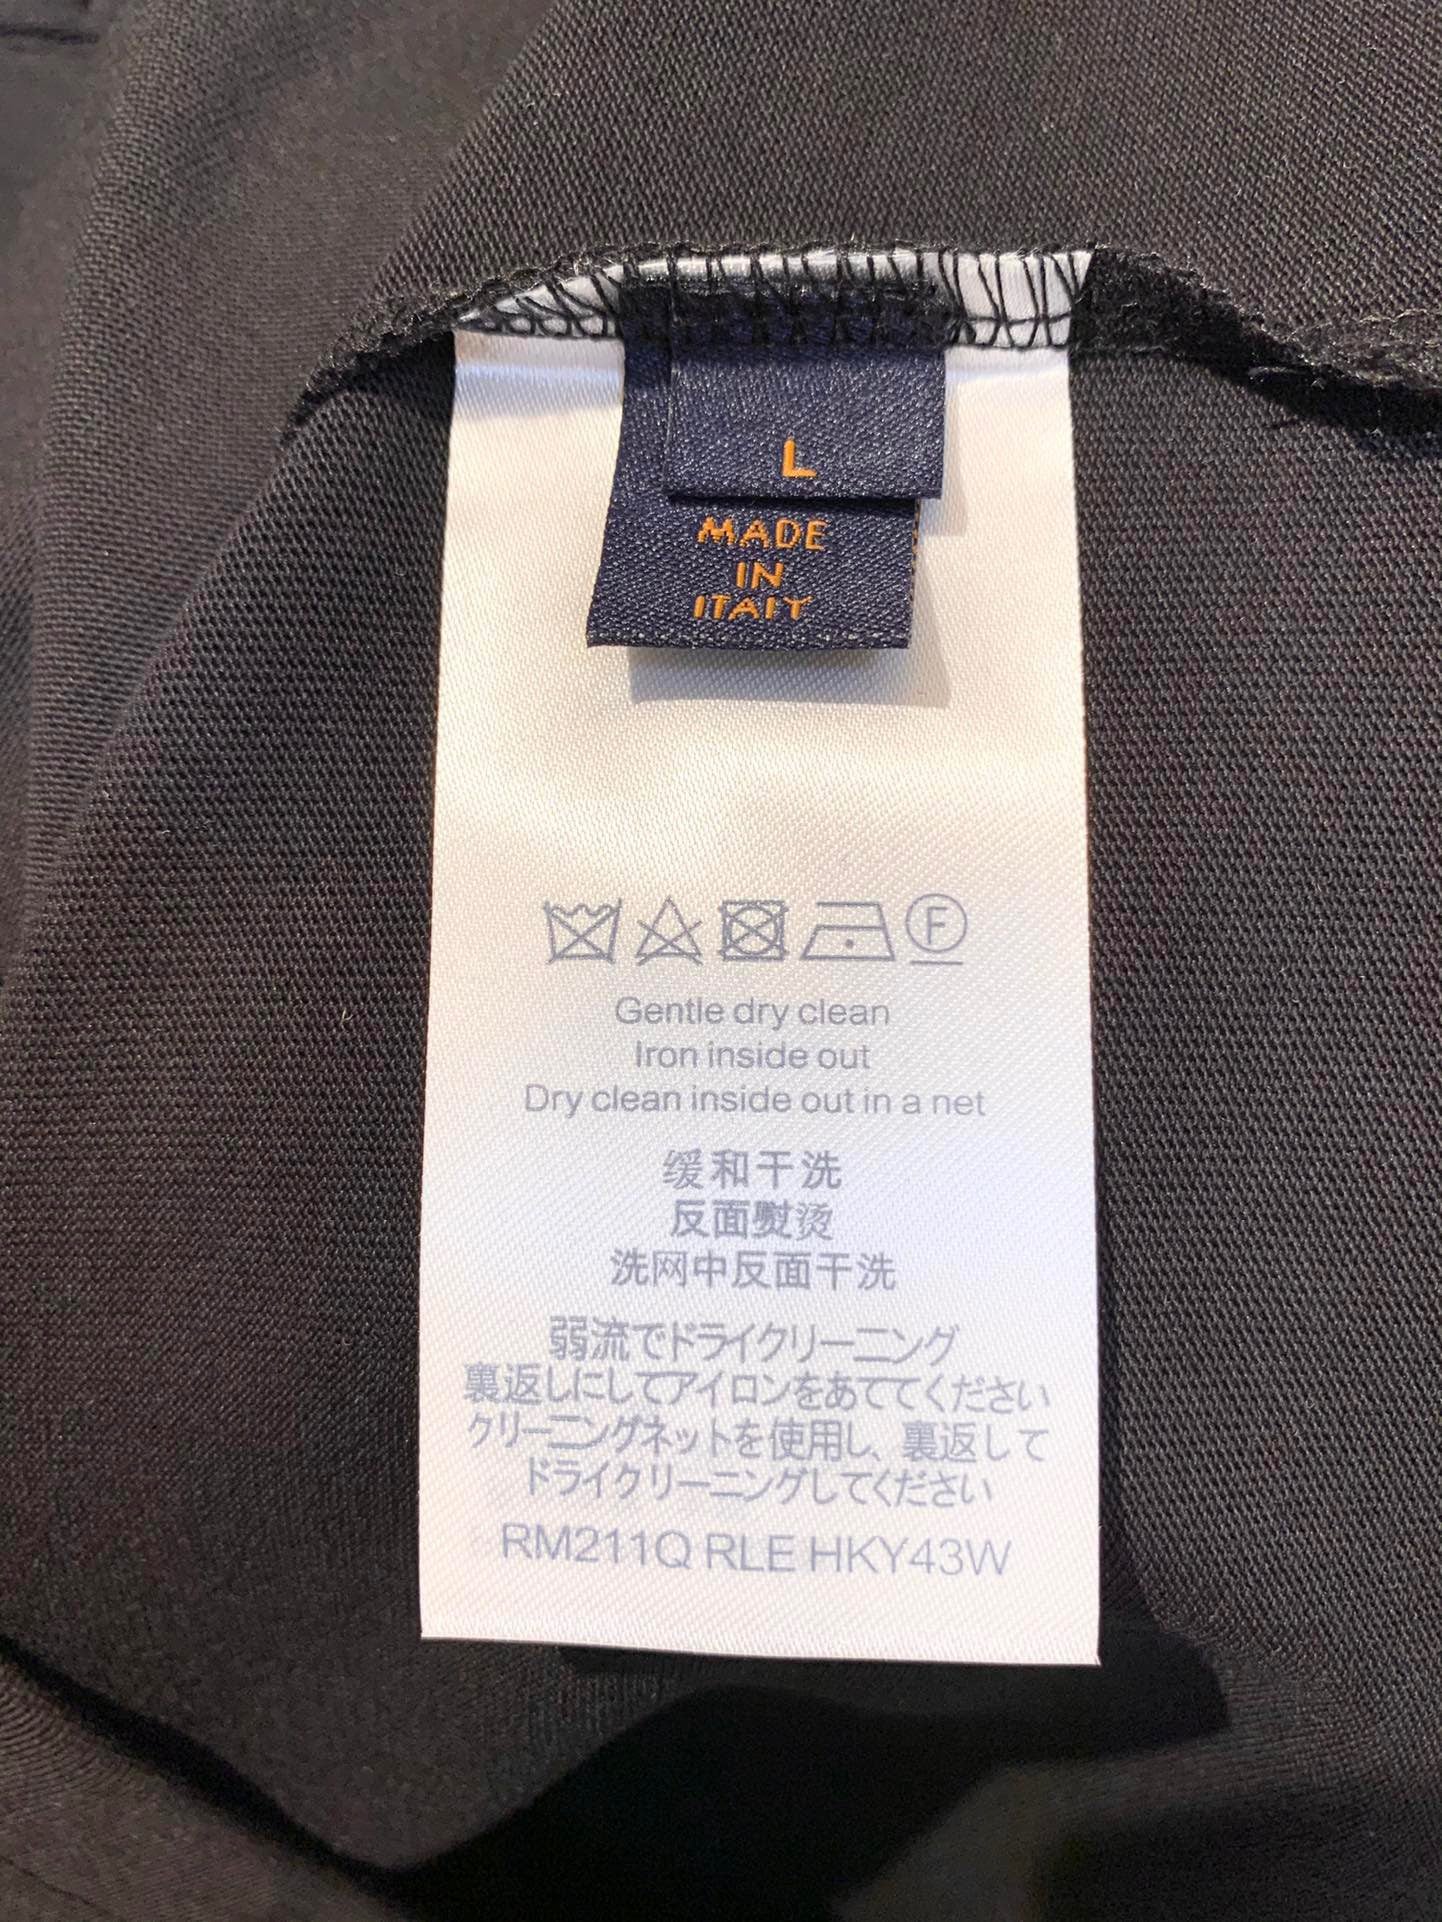 L
MADE
IN
ITALY
F
Gentle dry clean
Iron inside out
Dry clean inside out in a net
缓和干洗
反面熨烫
洗网中反面干洗
弱流でドライクリーニング
裏返しにしてアイロンをあててください
クリーニングネットを使用し、裏返して
ドライクリーニングしてください
RM211Q RLE HKY43W